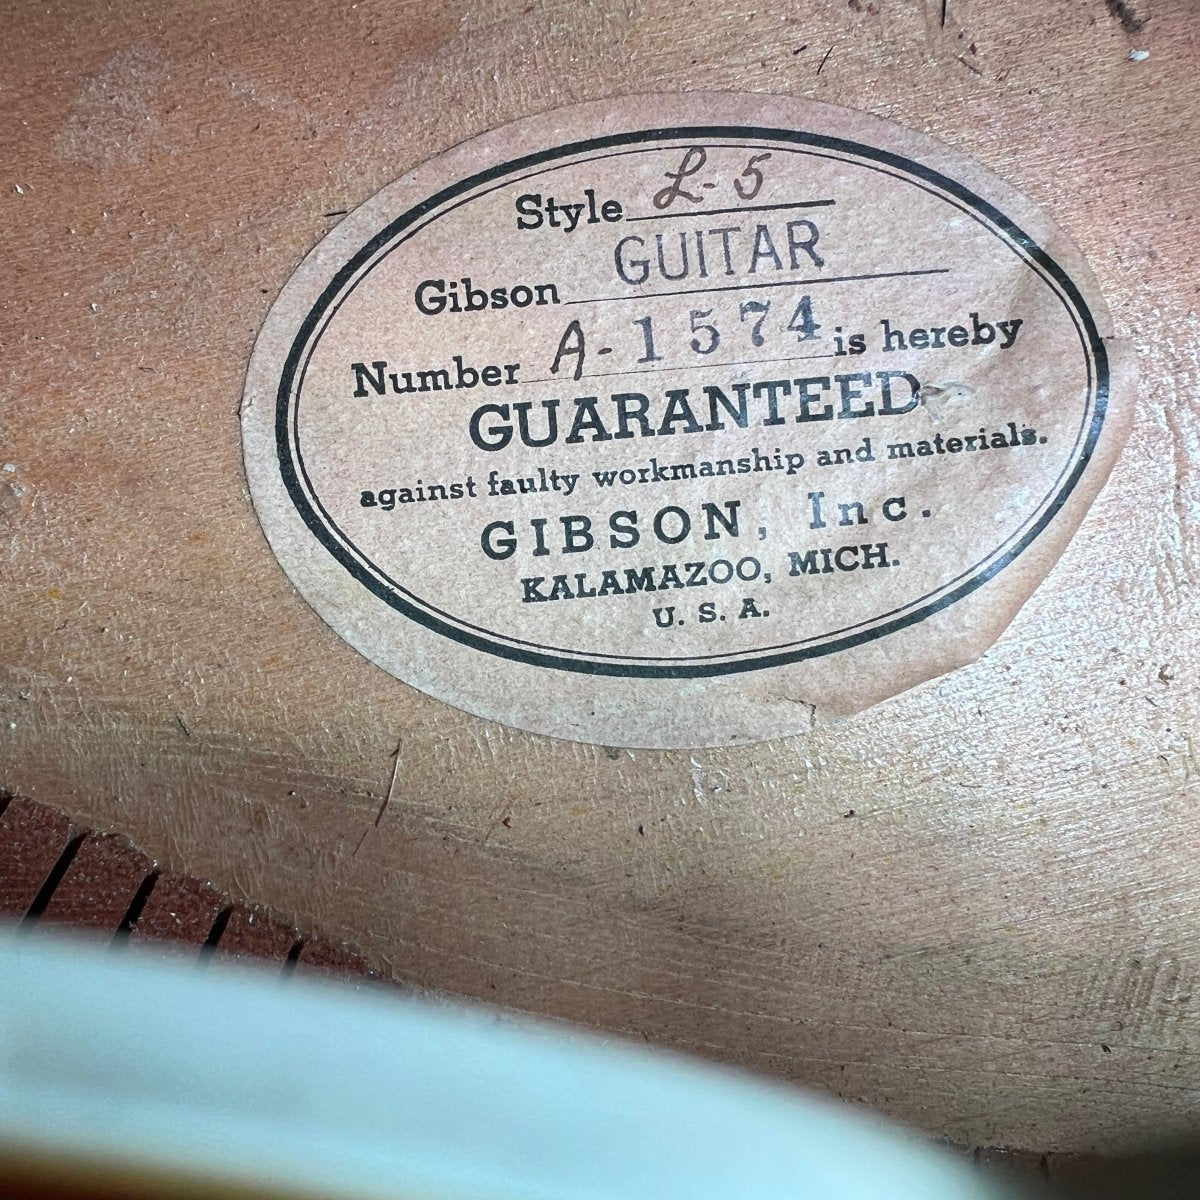 Style L-5
Gibson GUITAR
Number A-1574 is hereby
GUARANTEED
against faulty workmanship and materials.
GIBSON, Inc.
KALAMAZOO, MICH.
U. S. A.